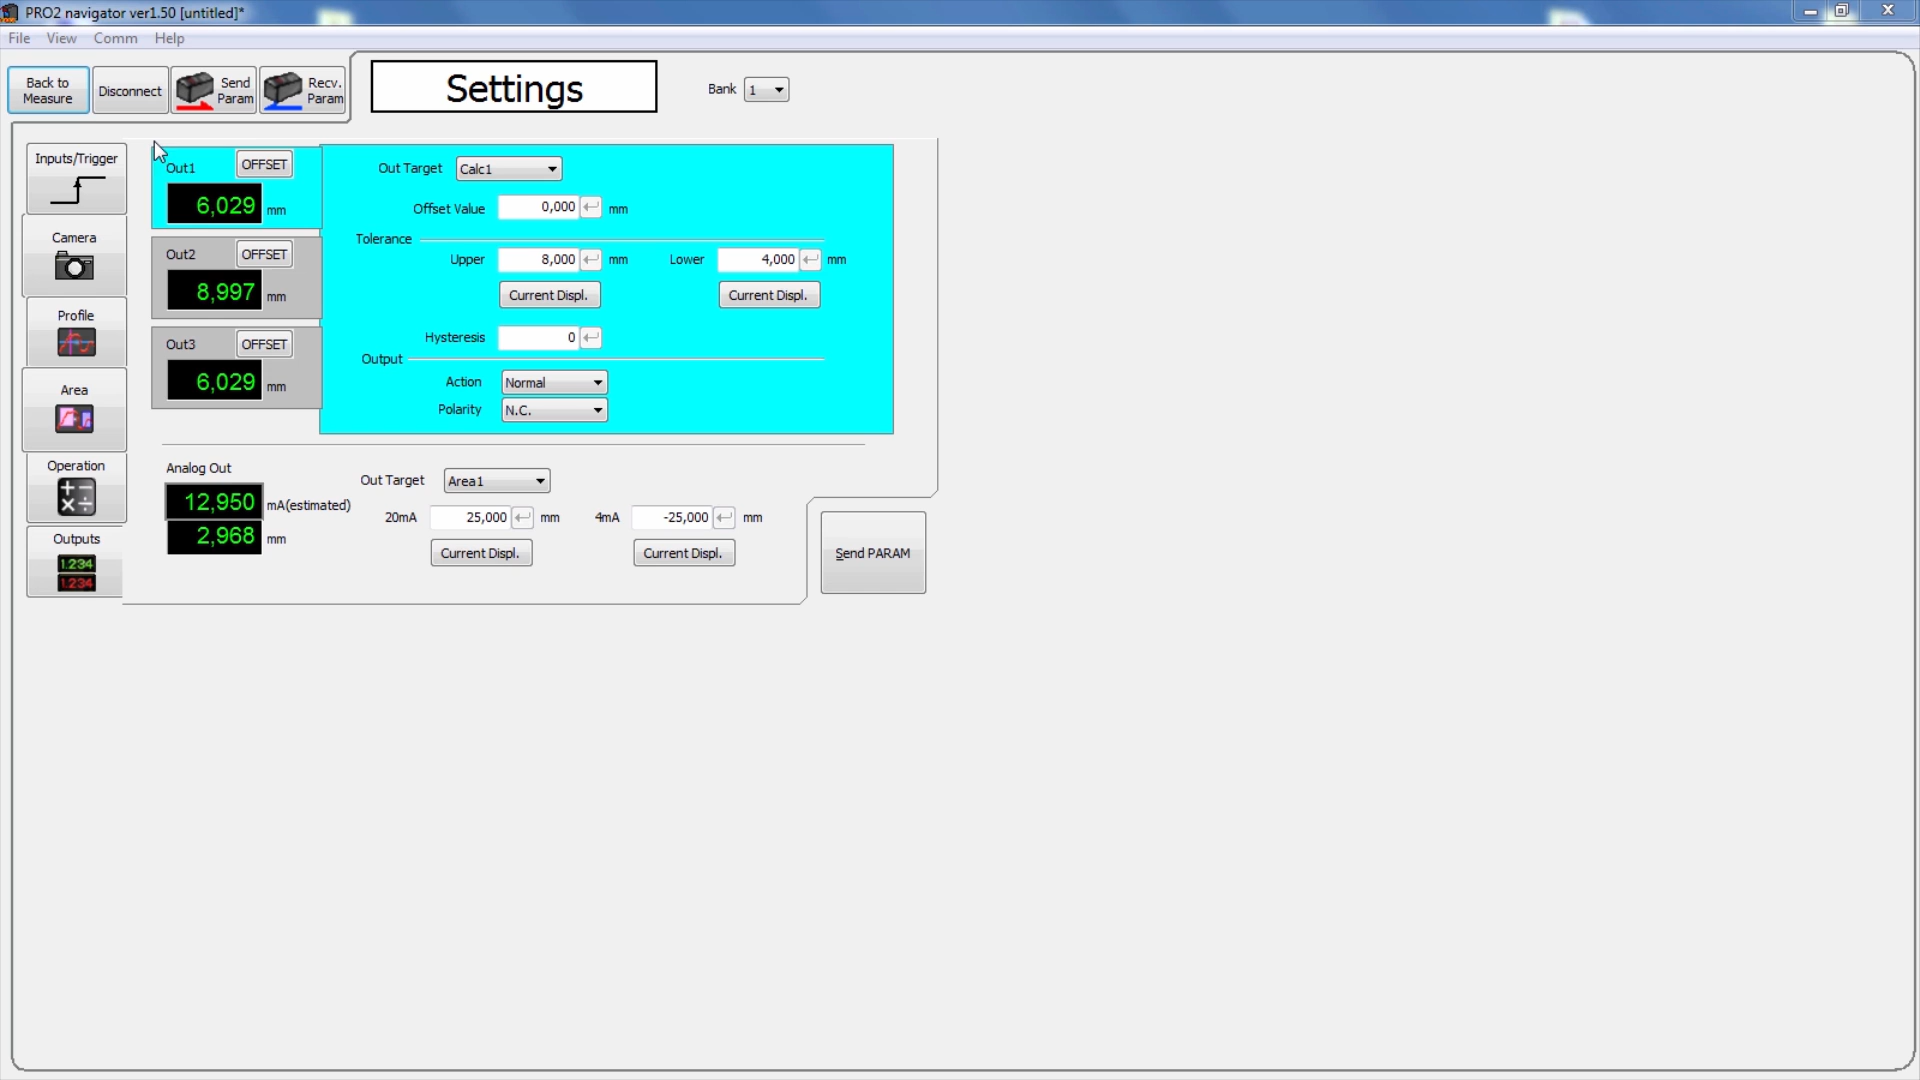 PRO2 navigator ver1.50 [untitled]*
File View Comm Help
Back to Measure
Disconnect
Send Param
Recv. Param
Settings
Bank 1
Inputs/Trigger
Camera
Profile
Area
Operation
Outputs
1.234
1.234
Out1 OFFSET
6,029 mm
Out2 OFFSET
8,997 mm
Out3 OFFSET
6,029 mm
Out Target Calc1
Offset Value 0,000 mm
Tolerance
Upper 8,000 mm Lower 4,000 mm
Current Displ. Current Displ.
Hysteresis 0
Output
Action Normal
Polarity N.C.
Analog Out
12,950 mA(estimated)
2,968 mm
Out Target Area1
20mA 25,000 mm 4mA -25,000 mm
Current Displ. Current Displ.
Send PARAM